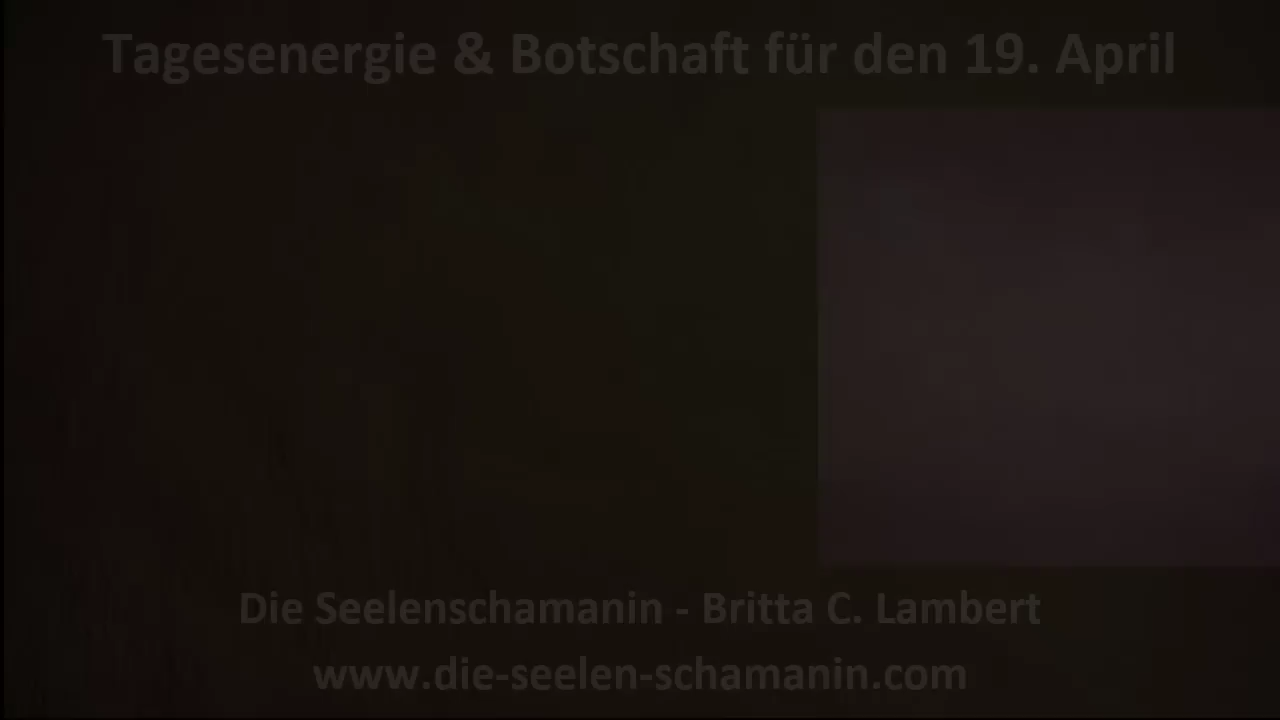 Tagesenergie & Botschaft für den 19. April
Die Seelenschamanin - Britta C. Lambert
www.die-seelen-schamanin.com